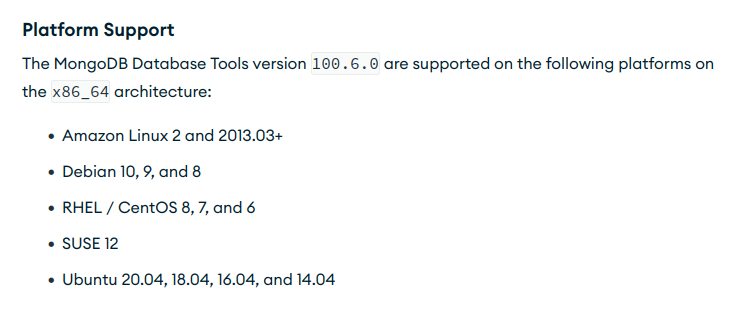 Platform Support
The MongoDB Database Tools version 100.6.0 are supported on the following platforms on
the x86_64 architecture:
• Amazon Linux 2 and 2013.03+
• Debian 10, 9, and 8
• RHEL / CentOS 8, 7, and 6
• SUSE 12
• Ubuntu 20.04, 18.04, 16.04, and 14.04